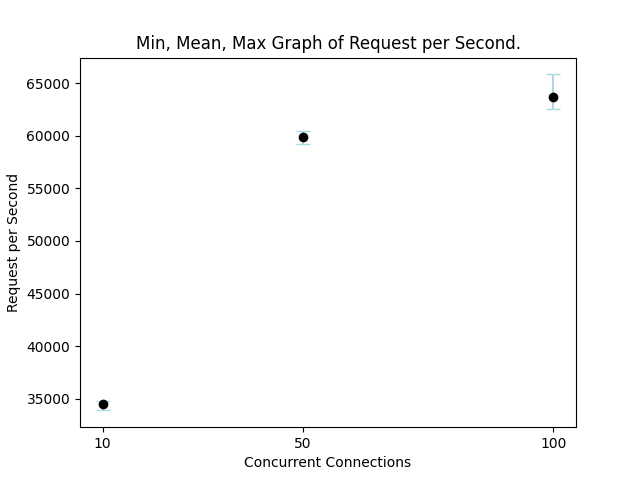 Min, Mean, Max Graph of Request per Second.
65000
60000
55000
50000
45000
40000
35000
Request per Second
10 50 100
Concurrent Connections